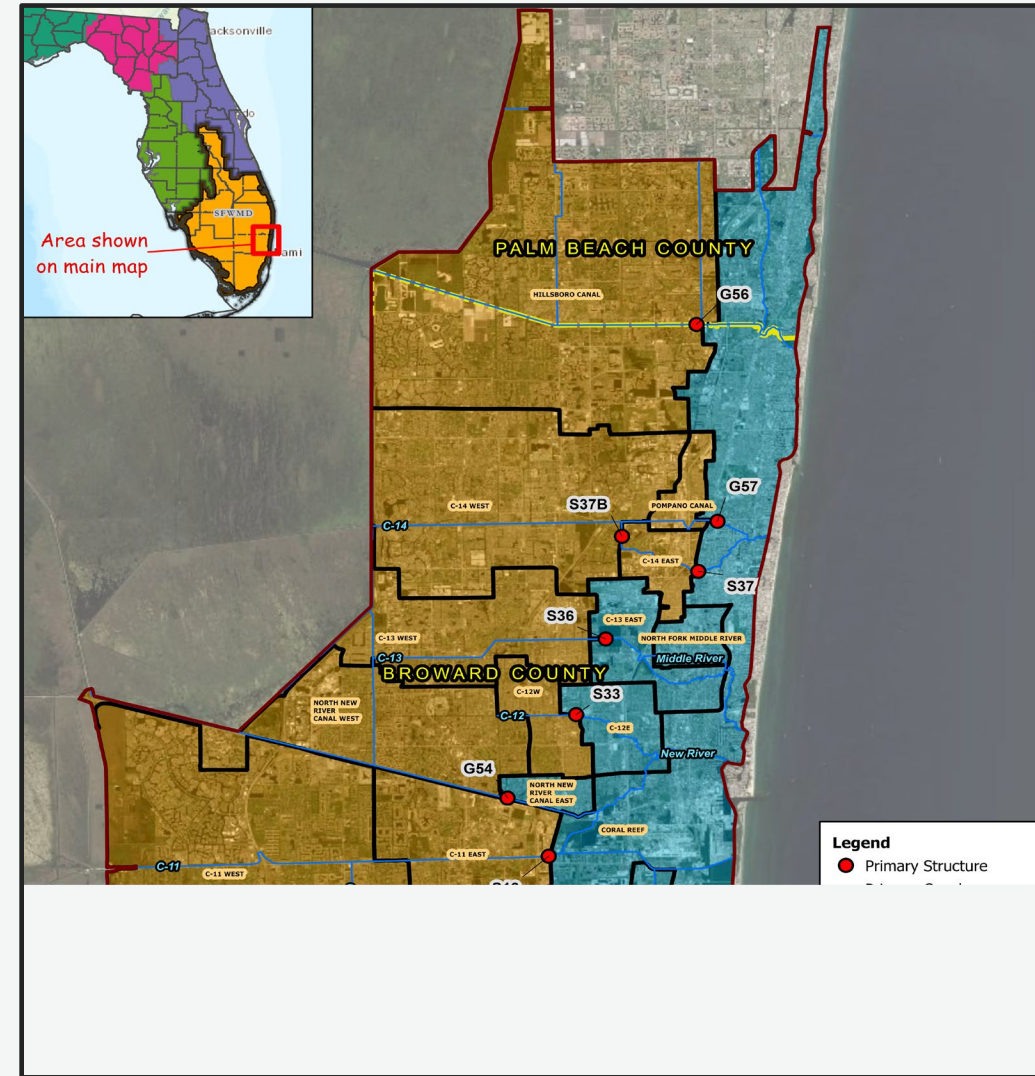 acksonville
do
SFWMD
Area shown
on main map
ami
PALM BEACH COUNTY
HILLSBORO CANAL
G56
C-14 WEST
S37B
G57
POMPANO CANAL
C-14
C-14 EAST
S37
S36
C-13 EAST
C-13 WEST
NORTH FORK MIDDLE RIVER
C-13
Middle River
BROWARD COUNTY
C-12W
S33
NORTH NEW
RIVER
CANAL WEST
C-12
C-12E
New River
G54
NORTH NEW
RIVER
CANAL EAST
CORAL REEF
C-11 EAST
C-11
C-11 WEST
Legend
Primary Structure